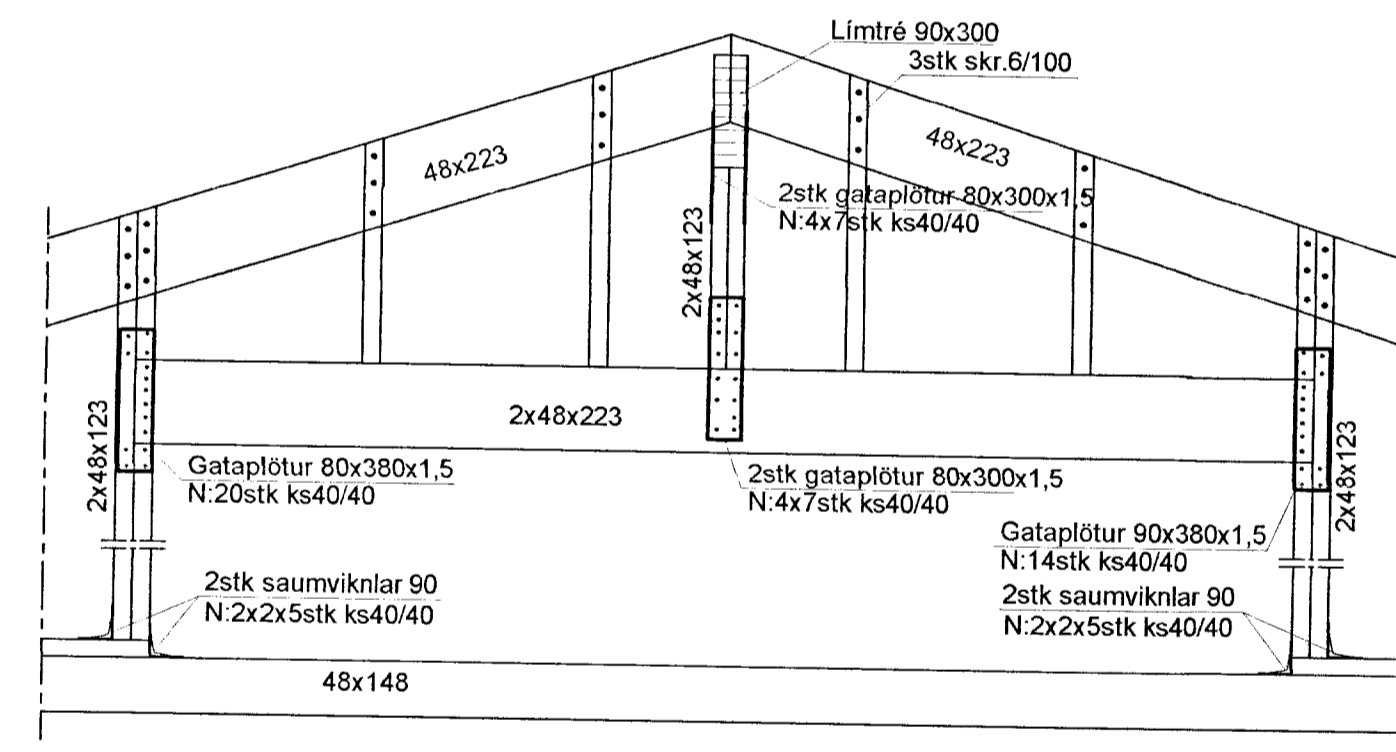 Límtré 90x300
3stk skr.6/100
48x223
48x223
2stk gataplötur 80x300x1,5
N:4x7stk ks40/40
2x48x123
2x48x223
2x48x123
Gataplötur 80x380x1,5
N:20stk ks40/40
2stk gataplötur 80x300x1,5
N:4x7stk ks40/40
2x48x123
Gataplötur 90x380x1,5
N:14stk ks40/40
2stk saumviknlar 90
N:2x2x5stk ks40/40
2stk saumviknlar 90
N:2x2x5stk ks40/40
48x148